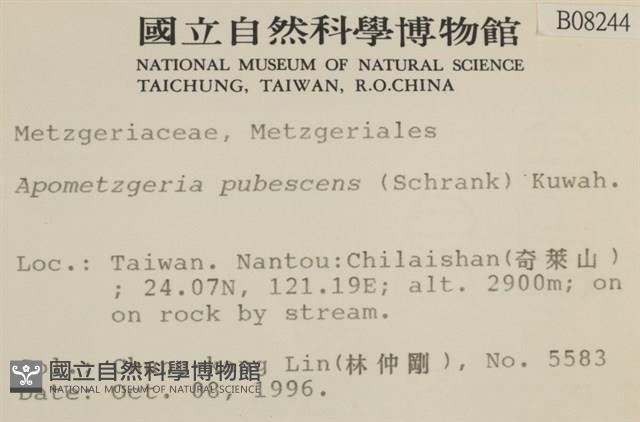 國立自然科學博物館
B08244
NATIONAL MUSEUM OF NATURAL SCIENCE
TAICHUNG, TAIWAN, R.O.CHINA
Metzgeriaceae, Metzgeriales
Apometzgeria pubescens (Schrank) Kuwah.
Loc.: Taiwan. Nantou:Chilaishan(奇萊山)
; 24.07N, 121.19E; alt. 2900m; on
on rock by stream.
Lin(林仲剛), No. 5583
國立自然科學博物館
NATIONAL MUSEUM OF NATURAL SCIENCE
Date: Oct. 1996.